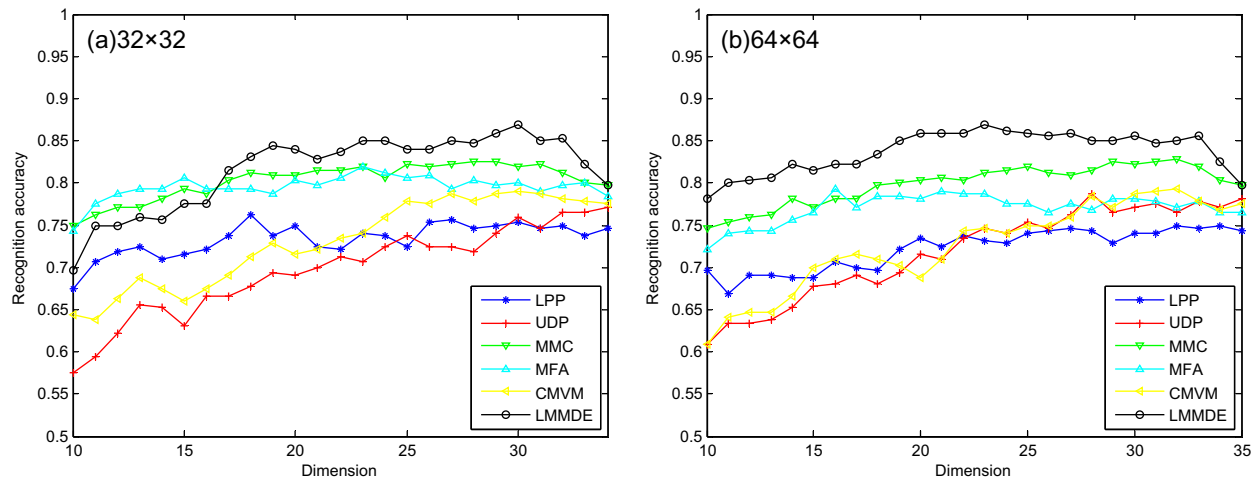 (a)32×32
1
0.95
0.9
0.85
0.8
0.75
0.7
0.65
0.6
0.55
0.5
Recognition accuracy
10
15
20
25
30
Dimension
LPP
UDP
MMC
MFA
CMVM
LMMDE
(b)64×64
1
0.95
0.9
0.85
0.8
0.75
0.7
0.65
0.6
0.55
0.5
Recognition accuracy
10
15
20
25
30
35
Dimension
LPP
UDP
MMC
MFA
CMVM
LMMDE